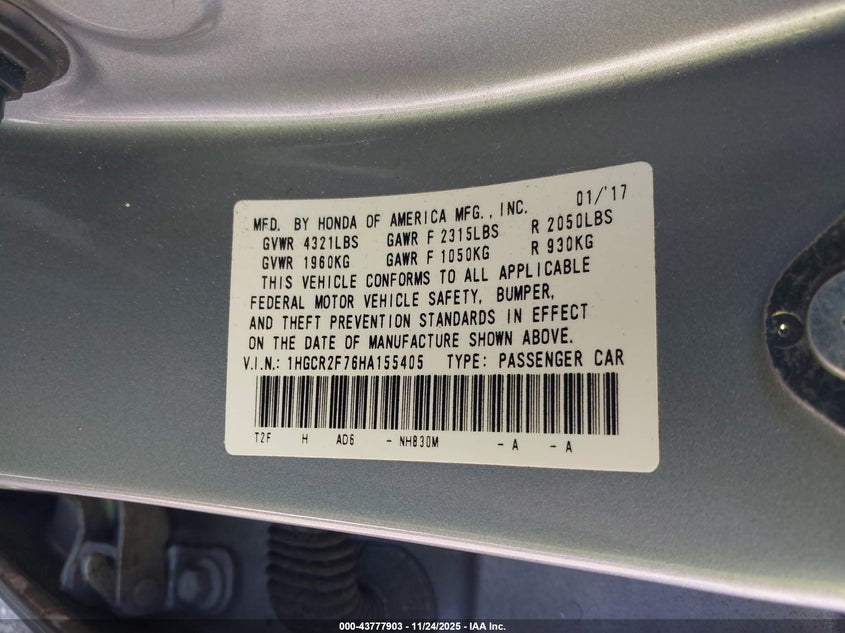 MFD. BY HONDA OF AMERICA MFG., INC. 01/'17
GVWR 4321LBS GAWR F 2315LBS R 2050LBS
GVWR 1960KG GAWR F 1050KG R 930KG
THIS VEHICLE CONFORMS TO ALL APPLICABLE
FEDERAL MOTOR VEHICLE SAFETY, BUMPER,
AND THEFT PREVENTION STANDARDS IN EFFECT
ON THE DATE OF MANUFACTURE SHOWN ABOVE.
V.I.N.: 1HGCR2F76HA155405 TYPE: PASSENGER CAR
T2F H AD6 - NH830M - A - A
000-43777903 — 11/24/2025 — IAA Inc.